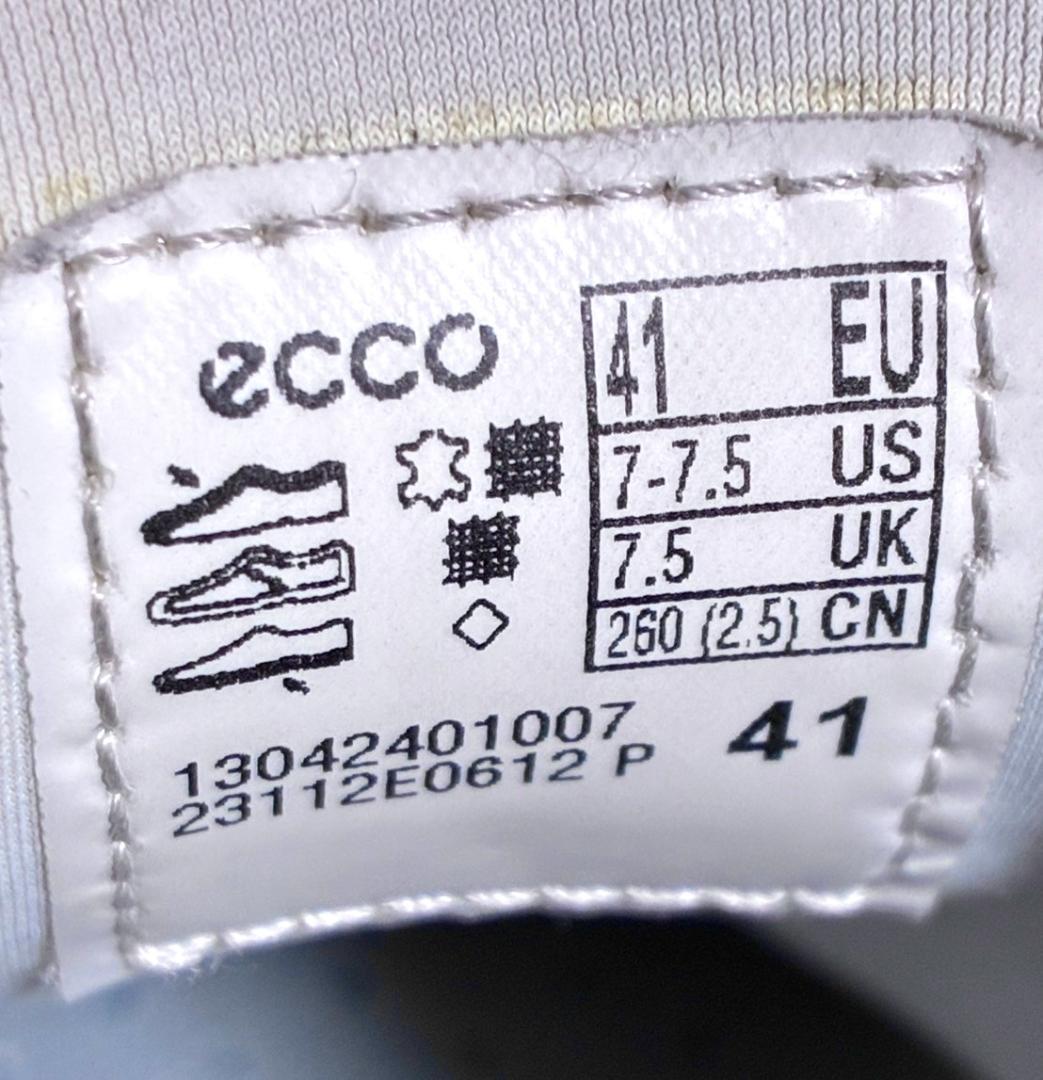 ecco
41 EU
7-7.5 US
7.5 UK
260 (2.5) CN
13042401007
23112E0612 P
41